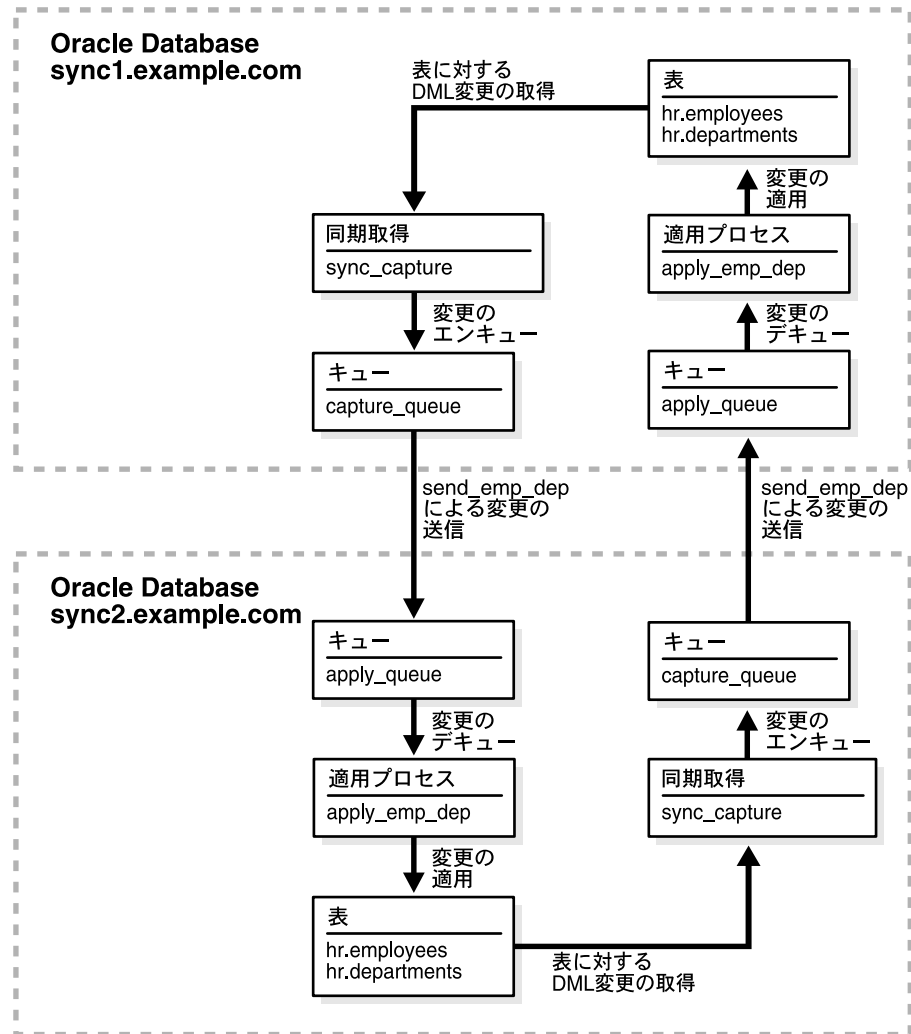 Oracle Database
sync1.example.com
表に対する
DML変更の取得
表
hr.employees
hr.departments
変更の
適用
同期取得
sync_capture
適用プロセス
apply_emp_dep
変更の
エンキュー
変更の
デキュー
キュー
capture_queue
キュー
apply_queue
send_emp_dep
による変更の
送信
send_emp_dep
による変更の
送信
Oracle Database
sync2.example.com
キュー
apply_queue
キュー
capture_queue
変更の
デキュー
変更の
エンキュー
適用プロセス
apply_emp_dep
同期取得
sync_capture
変更の
適用
表
hr.employees
hr.departments
表に対する
DML変更の取得